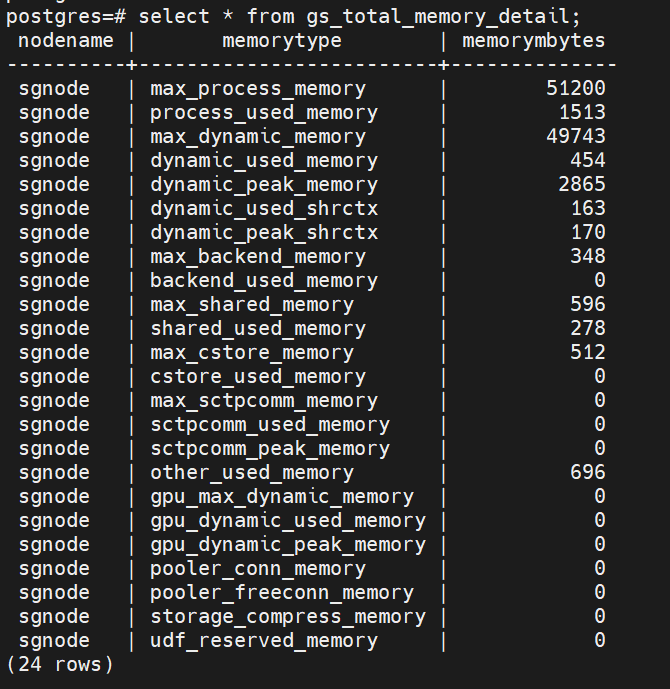 postgres=# select * from gs_total_memory_detail;
 nodename |       memorytype        | memorymbytes
----------+-------------------------+--------------
 sgnode   | max_process_memory      |        51200
 sgnode   | process_used_memory     |         1513
 sgnode   | max_dynamic_memory      |        49743
 sgnode   | dynamic_used_memory     |          454
 sgnode   | dynamic_peak_memory     |         2865
 sgnode   | dynamic_used_shrctx     |          163
 sgnode   | dynamic_peak_shrctx     |          170
 sgnode   | max_backend_memory      |          348
 sgnode   | backend_used_memory     |            0
 sgnode   | max_shared_memory       |          596
 sgnode   | shared_used_memory      |          278
 sgnode   | max_cstore_memory       |          512
 sgnode   | cstore_used_memory      |            0
 sgnode   | max_sctpcomm_memory     |            0
 sgnode   | sctpcomm_used_memory    |            0
 sgnode   | sctpcomm_peak_memory    |            0
 sgnode   | other_used_memory       |          696
 sgnode   | gpu_max_dynamic_memory  |            0
 sgnode   | gpu_dynamic_used_memory |            0
 sgnode   | gpu_dynamic_peak_memory |            0
 sgnode   | pooler_conn_memory      |            0
 sgnode   | pooler_freeconn_memory  |            0
 sgnode   | storage_compress_memory |            0
 sgnode   | udf_reserved_memory     |            0
(24 rows)